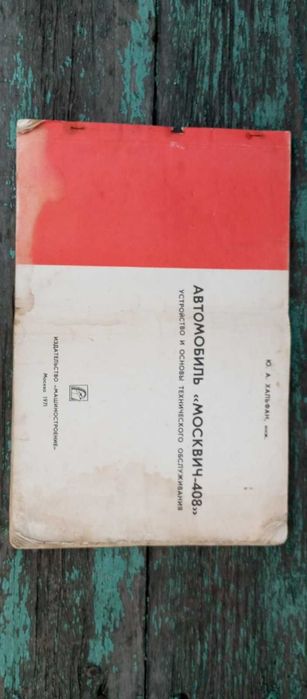 Ю. А. ХАЛЬФАН, инж.
АВТОМОБИЛЬ «МОСКВИЧ-408»
УСТРОЙСТВО И ОСНОВЫ ТЕХНИЧЕСКОГО ОБСЛУЖИВАНИЯ
ИЗДАТЕЛЬСТВО «МАШИНОСТРОЕНИЕ»
Москва 1971